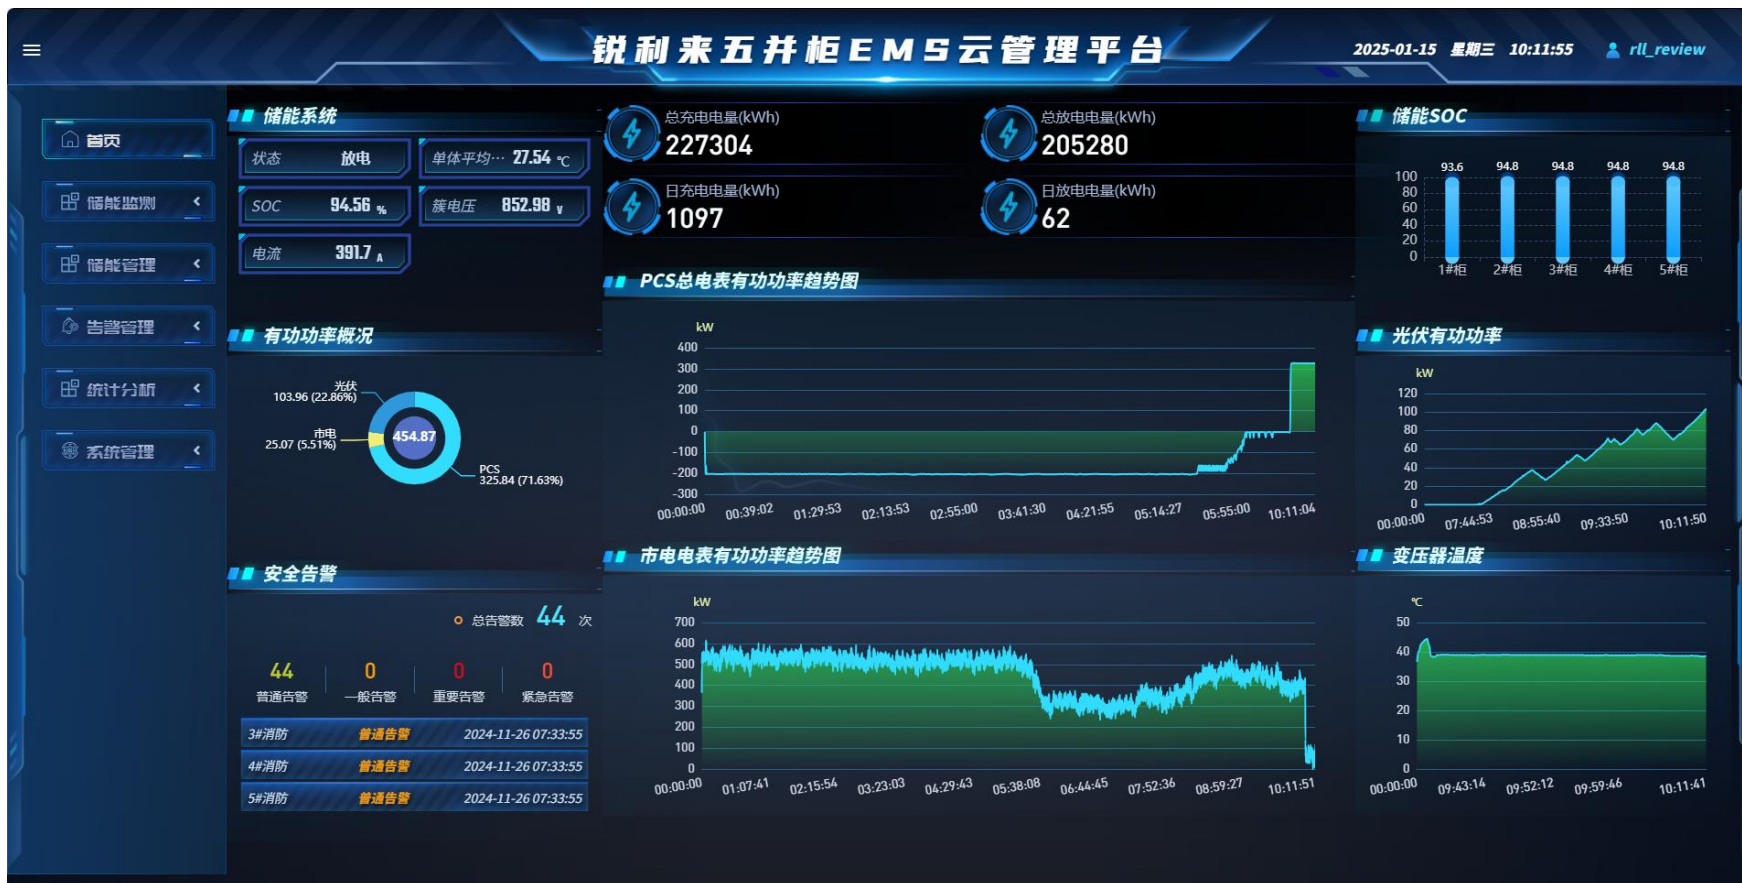 锐利来五并柜EMS云管理平台
2025-01-15 星期三 10:11:55 rll_review
首页
储能监测
储能管理
告警管理
统计分析
系统管理
储能系统
状态 放电
单体平均··· 27.54 ℃
SOC 94.56 %
簇电压 852.98 V
电流 391.7 A
有功功率概况
光伏
103.96 (22.86%)
市电
25.07 (5.51%)
454.87
PCS
325.84 (71.63%)
安全告警
总告警数 44 次
44 0 0 0
普通告警 一般告警 重要告警 紧急告警
3#消防 普通告警 2024-11-26 07:33:55
4#消防 普通告警 2024-11-26 07:33:55
5#消防 普通告警 2024-11-26 07:33:55
总充电电量(kWh)
227304
总放电电量(kWh)
205280
日充电电量(kWh)
1097
日放电电量(kWh)
62
PCS总电表有功功率趋势图
kW
400
300
200
100
0
-100
-200
-300
00:00:00 00:39:02 01:29:53 02:13:53 02:55:00 03:41:30 04:21:55 05:14:27 05:55:00 10:11:04
市电电表有功功率趋势图
kW
700
600
500
400
300
200
100
0
00:00:00 01:07:41 02:15:54 03:23:03 04:29:43 05:38:08 06:44:45 07:52:36 08:59:27 10:11:51
储能SOC
93.6 94.8 94.8 94.8 94.8
100
80
60
40
20
0
1#柜 2#柜 3#柜 4#柜 5#柜
光伏有功功率
kW
120
100
80
60
40
20
0
00:00:00 07:44:53 08:55:40 09:33:50 10:11:50
变压器温度
℃
50
40
30
20
10
0
00:00:00 09:43:14 09:52:12 09:59:46 10:11:41